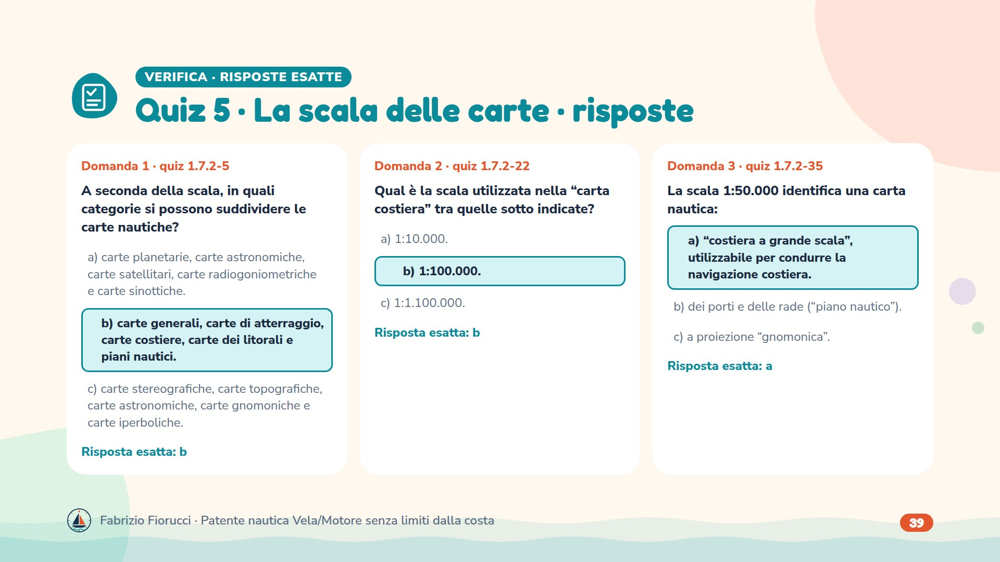 VERIFICA · RISPOSTE ESATTE
Quiz 5 · La scala delle carte · risposte
Domanda 1 · quiz 1.7.2-5
A seconda della scala, in quali
categorie si possono suddividere le
carte nautiche?
a) carte planetarie, carte astronomiche,
carte satellitari, carte radiogoniometriche
e carte sinottiche.
b) carte generali, carte di atterraggio,
carte costiere, carte dei litorali e
piani nautici.
c) carte stereografiche, carte topografiche,
carte astronomiche, carte gnomoniche e
carte iperboliche.
Risposta esatta: b
Domanda 2 · quiz 1.7.2-22
Qual è la scala utilizzata nella “carta
costiera” tra quelle sotto indicate?
a) 1:10.000.
b) 1:100.000.
c) 1:1.100.000.
Risposta esatta: b
Domanda 3 · quiz 1.7.2-35
La scala 1:50.000 identifica una carta
nautica:
a) “costiera a grande scala”,
utilizzabile per condurre la
navigazione costiera.
b) dei porti e delle rade (“piano nautico”).
c) a proiezione “gnomonica”.
Risposta esatta: a
Fabrizio Fiorucci · Patente nautica Vela/Motore senza limiti dalla costa
39